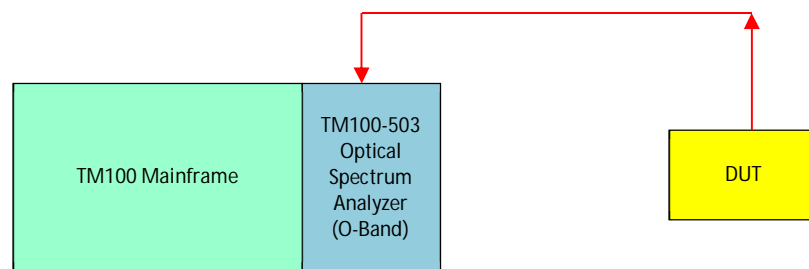 TM100 Mainframe
TM100-503
Optical
Spectrum
Analyzer
(O-Band)
DUT